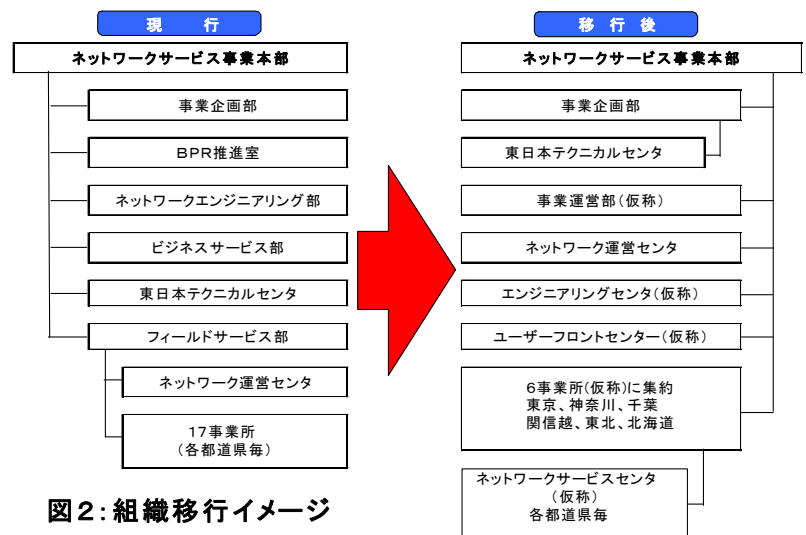 現 行
ネットワークサービス事業本部
事業企画部
BPR推進室
ネットワークエンジニアリング部
ビジネスサービス部
東日本テクニカルセンタ
フィールドサービス部
ネットワーク運営センタ
17事業所
(各都道県毎)
図2:組織移行イメージ
移 行 後
ネットワークサービス事業本部
事業企画部
東日本テクニカルセンタ
事業運営部(仮称)
ネットワーク運営センタ
エンジニアリングセンタ(仮称)
ユーザーフロントセンター(仮称)
6事業所(仮称)に集約
東京、神奈川、千葉
関信越、東北、北海道
ネットワークサービスセンタ
(仮称)
各都道県毎